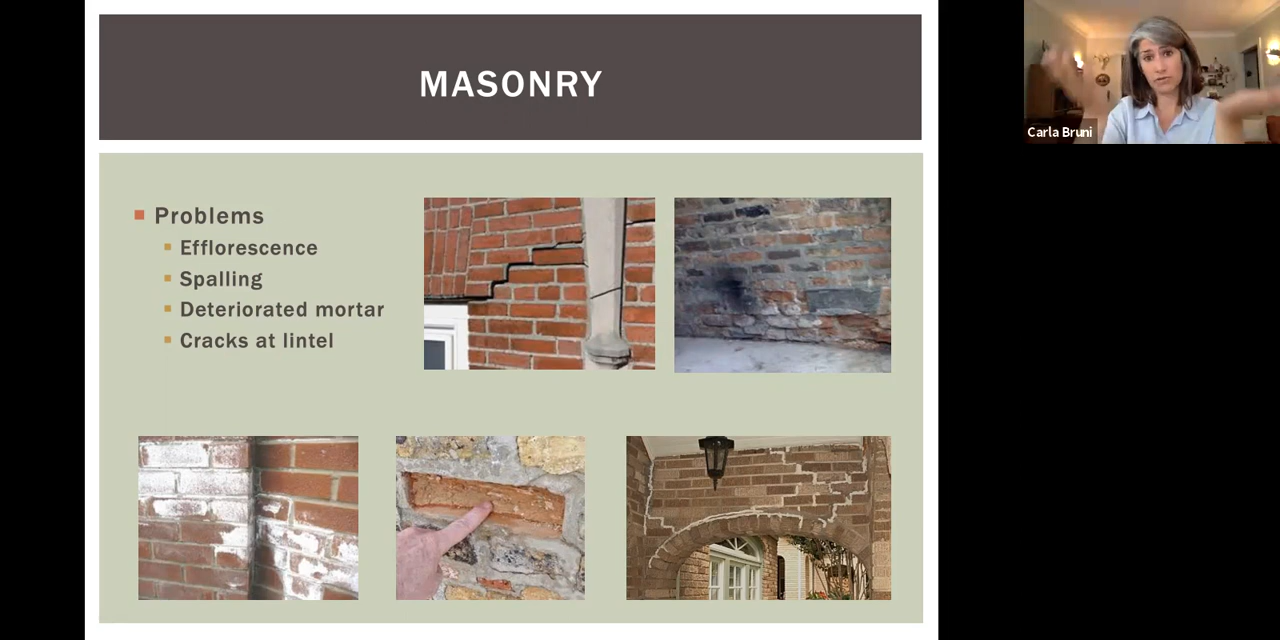 MASONRY
Problems
Efflorescence
Spalling
Deteriorated mortar
Cracks at lintel
Carla Bruni